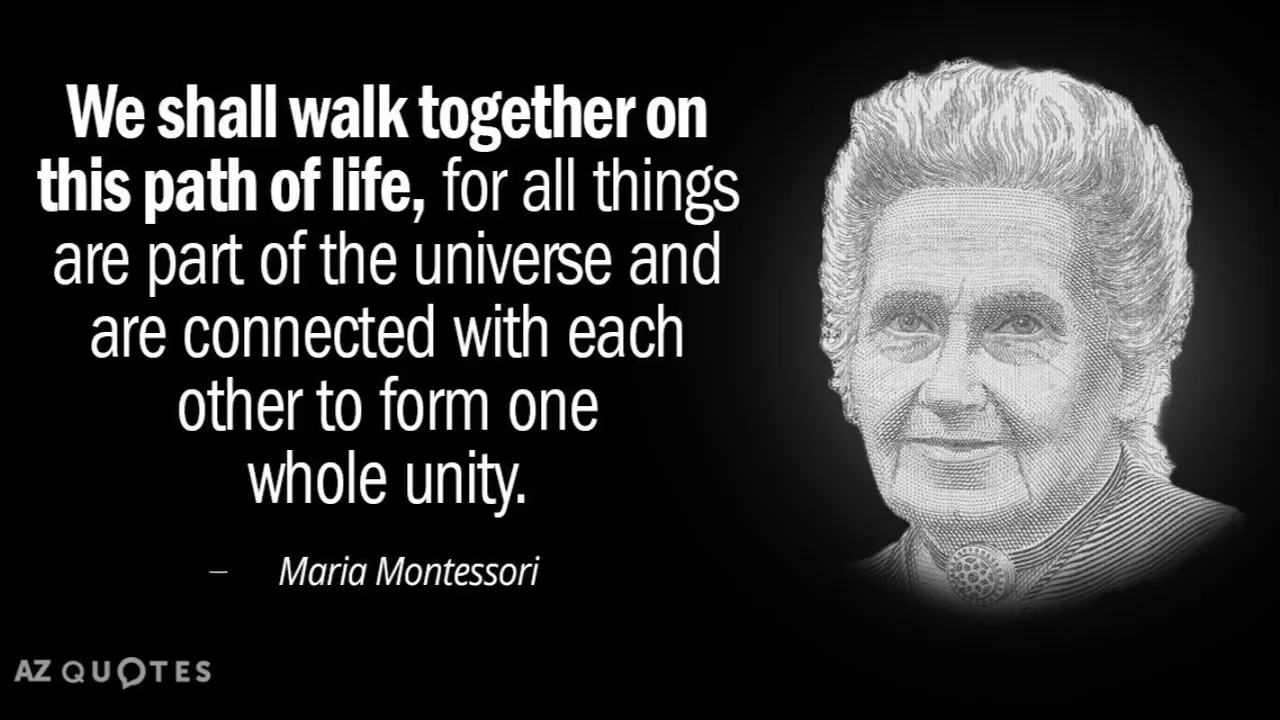 We shall walk together on
this path of life, for all things
are part of the universe and
are connected with each
other to form one
whole unity.
– Maria Montessori
AZ QUOTES